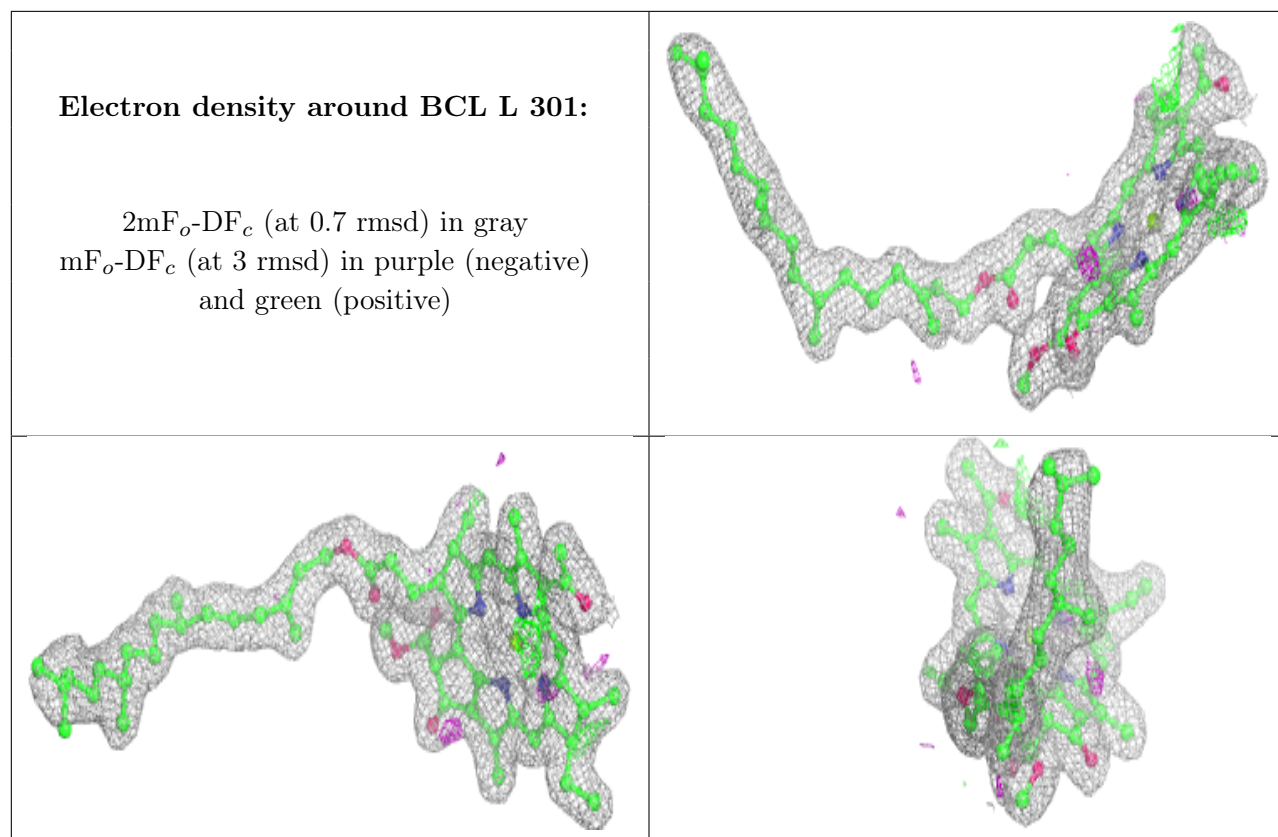 Electron density around BCL L 301:
2mFo-DFc (at 0.7 rmsd) in gray
mFo-DFc (at 3 rmsd) in purple (negative)
and green (positive)